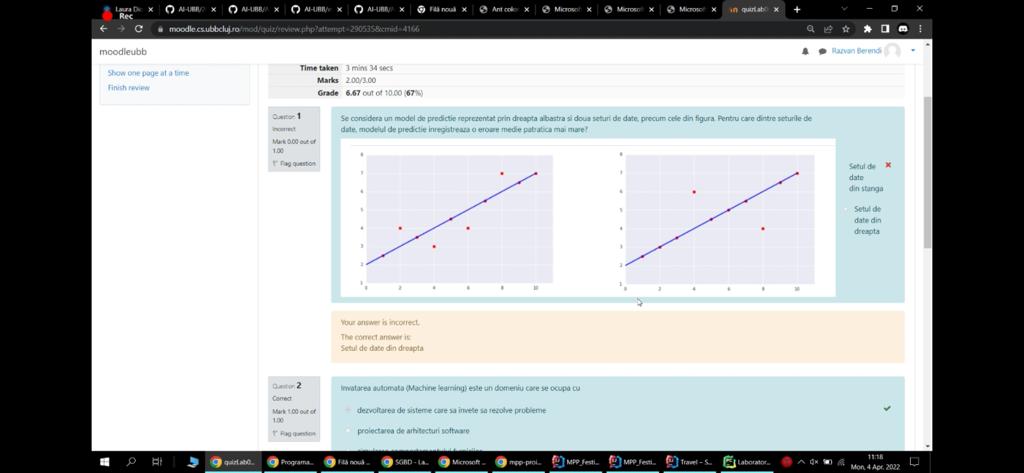 Rec
Laura Di
AI-UBB/2
AI-UBB/
AI-UBB/
AI-UBB/
Filă nouă
Ant color
Microsof
Microsof
Microsof
quizLab0
moodle.cs.ubbcluj.ro/mod/quiz/review.php?attempt=290535&cmid=4166
moodleubb
Razvan Berendi
Show one page at a time
Finish review
Time taken 3 mins 34 secs
Marks 2.00/3.00
Grade 6.67 out of 10.00 (67%)
Question 1
Incorrect
Mark 0.00 out of
1.00
Flag question
Se considera un model de predictie reprezentat prin dreapta albastra si doua seturi de date, precum cele din figura. Pentru care dintre seturile de
date, modelul de predictie inregistreaza o eroare medie patratica mai mare?
8
7
6
5
4
3
2
1
0 2 4 6 8 10
8
7
6
5
4
3
2
1
0 2 4 6 8 10
Setul de
date
din stanga
Setul de
date din
dreapta
Your answer is incorrect.
The correct answer is:
Setul de date din dreapta
Question 2
Correct
Mark 1.00 out of
1.00
Flag question
Invatarea automata (Machine learning) este un domeniu care se ocupa cu
dezvoltarea de sisteme care sa invete sa rezolve probleme
proiectarea de arhitecturi software
quizLab0...
Programa...
Filă nouă ...
SGBD - La...
Microsoft ...
mpp-proi...
MPP_Festi...
MPP_Festi...
Travel – S...
Laborator...
11:18
Mon, 4 Apr, 2022